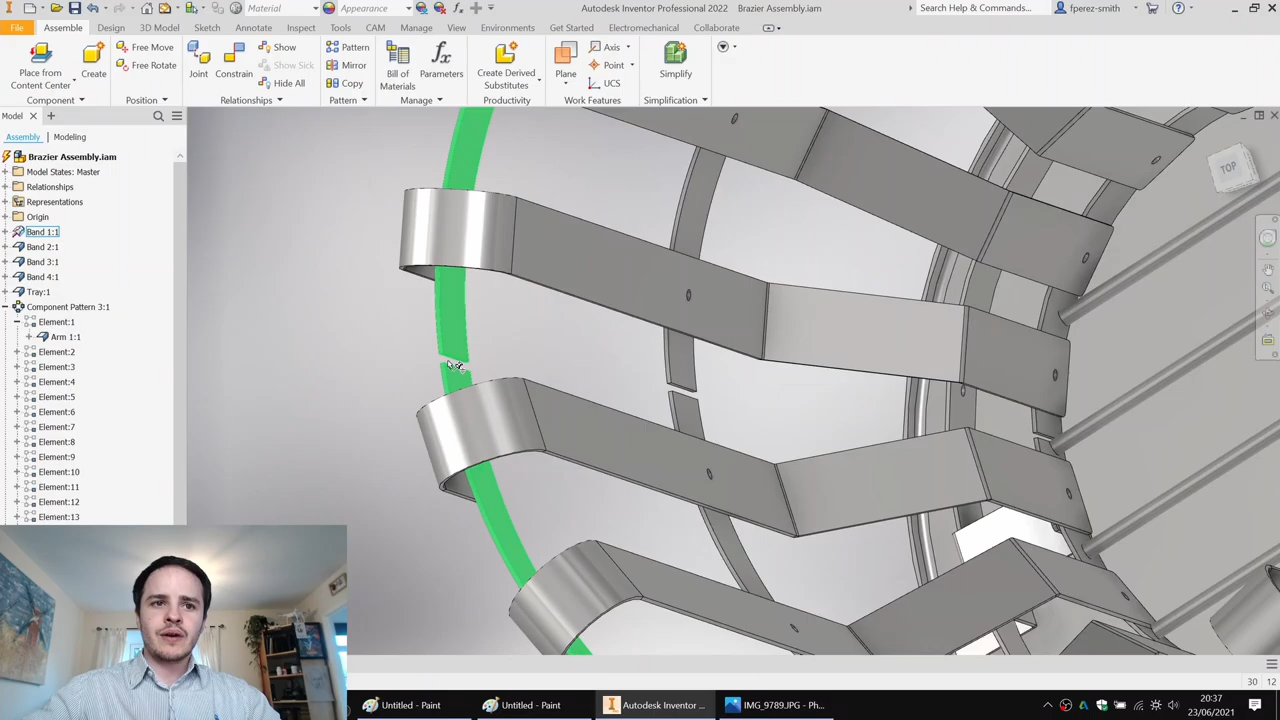 Material
Appearance
Autodesk Inventor Professional 2022 Brazier Assembly.iam
Search Help & Commands...
fperez-smith
File
Assemble
Design
3D Model
Sketch
Annotate
Inspect
Tools
CAM
Manage
View
Environments
Get Started
Electromechanical
Collaborate
Place from
Content Center
Create
Component
Free Move
Free Rotate
Position
Joint
Constrain
Show
Show Sick
Hide All
Relationships
Pattern
Mirror
Copy
Pattern
Bill of
Materials
Parameters
Manage
Create Derived
Substitutes
Productivity
Plane
Axis
Point
UCS
Work Features
Simplify
Simplification
Model
Assembly
Modeling
Brazier Assembly.iam
Model States: Master
Relationships
Representations
Origin
Band 1:1
Band 2:1
Band 3:1
Band 4:1
Tray:1
Component Pattern 3:1
Element:1
Arm 1:1
Element:2
Element:3
Element:4
Element:5
Element:6
Element:7
Element:8
Element:9
Element:10
Element:11
Element:12
Element:13
TOP
30 12
Untitled - Paint
Untitled - Paint
Autodesk Inventor ...
IMG_9789.JPG - Ph...
20:37
23/06/2021